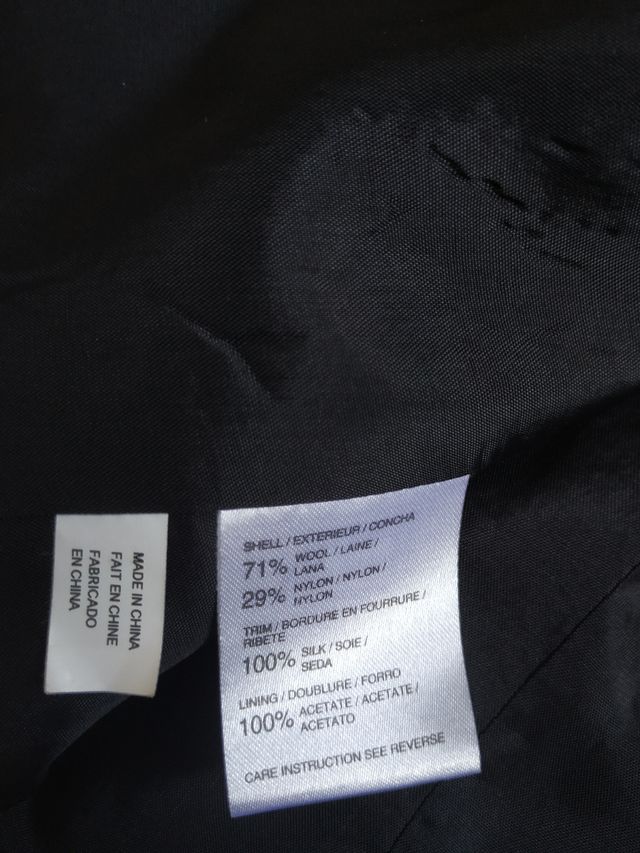 MADE IN CHINA
FAIT EN CHINE
FABRICADO
EN CHINA
SHELL / EXTERIEUR / CONCHA
71% WOOL / LAINE /
LANA
29% NYLON / NYLON /
NYLON
TRIM / BORDURE EN FOURRURE /
RIBETE
100% SILK / SOIE /
SEDA
LINING / DOUBLURE / FORRO
100% ACETATE / ACETATE /
ACETATO
CARE INSTRUCTION SEE REVERSE